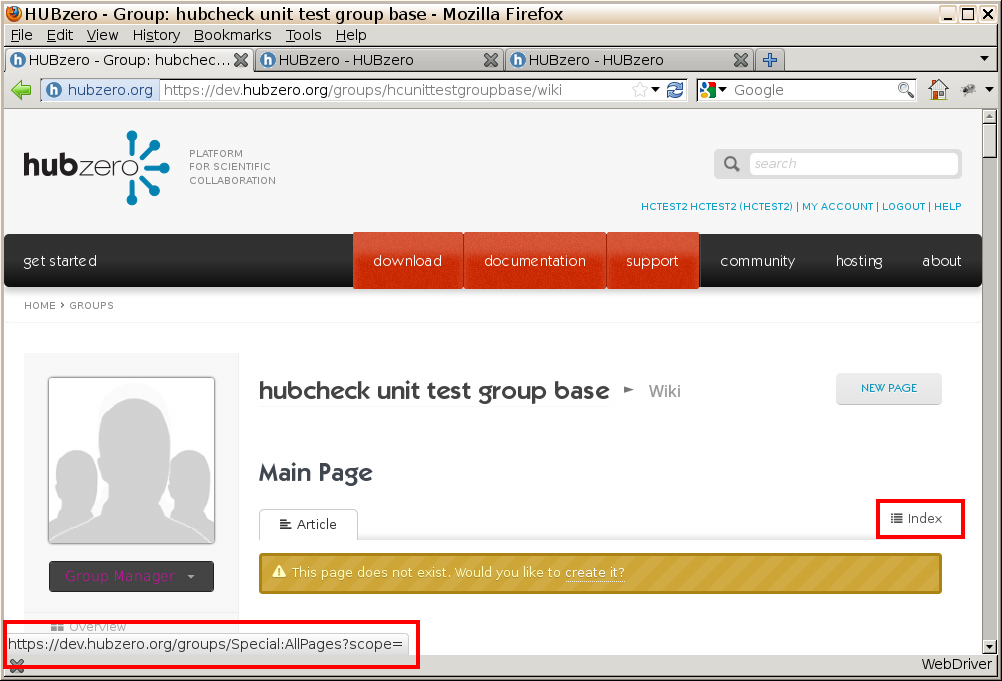 HUBzero - Group: hubcheck unit test group base - Mozilla Firefox
File Edit View History Bookmarks Tools Help
HUBzero - Group: hubchec... HUBzero - HUBzero HUBzero - HUBzero
hubzero.org https://dev.hubzero.org/groups/hcunittestgroupbase/wiki Google
hubzero
PLATFORM
FOR SCIENTIFIC
COLLABORATION
search
HCTEST2 HCTEST2 (HCTEST2) | MY ACCOUNT | LOGOUT | HELP
get started download documentation support community hosting about
HOME › GROUPS
hubcheck unit test group base ► Wiki
NEW PAGE
Main Page
Article
Index
This page does not exist. Would you like to create it?
Group Manager
Overview
https://dev.hubzero.org/groups/Special:AllPages?scope=
WebDriver